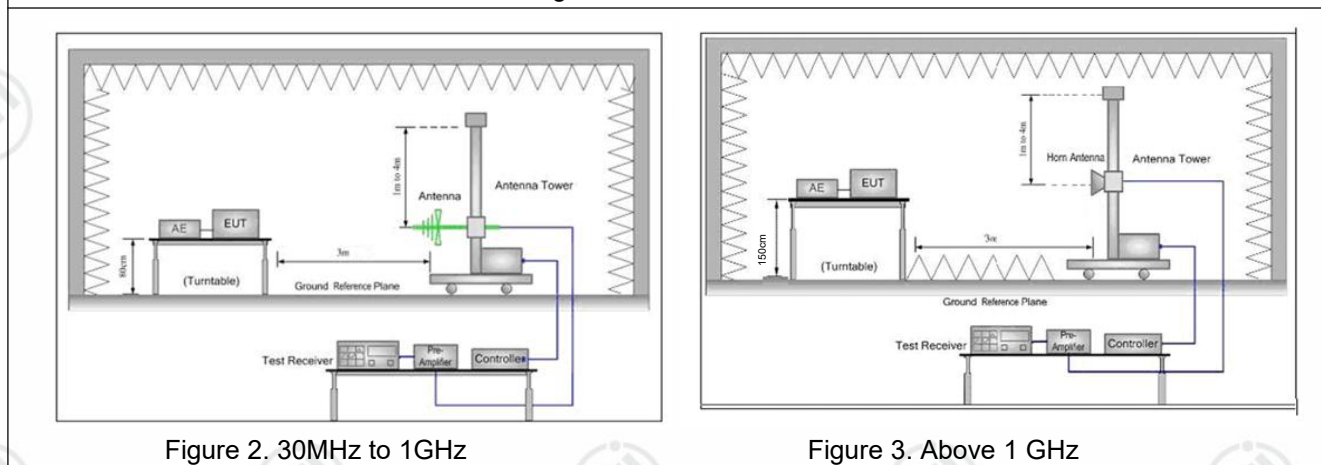 1m to 4m
Antenna
Antenna Tower
AE
EUT
80cm
(Turntable)
3m
Ground Reference Plane
Test Receiver
Pre-
Amplifier
Controller
Figure 2. 30MHz to 1GHz
1m to 4m
Horn Antenna
Antenna Tower
AE
EUT
150cm
(Turntable)
3m
Ground Reference Plane
Test Receiver
Pre-
Amplifier
Controller
Figure 3. Above 1 GHz